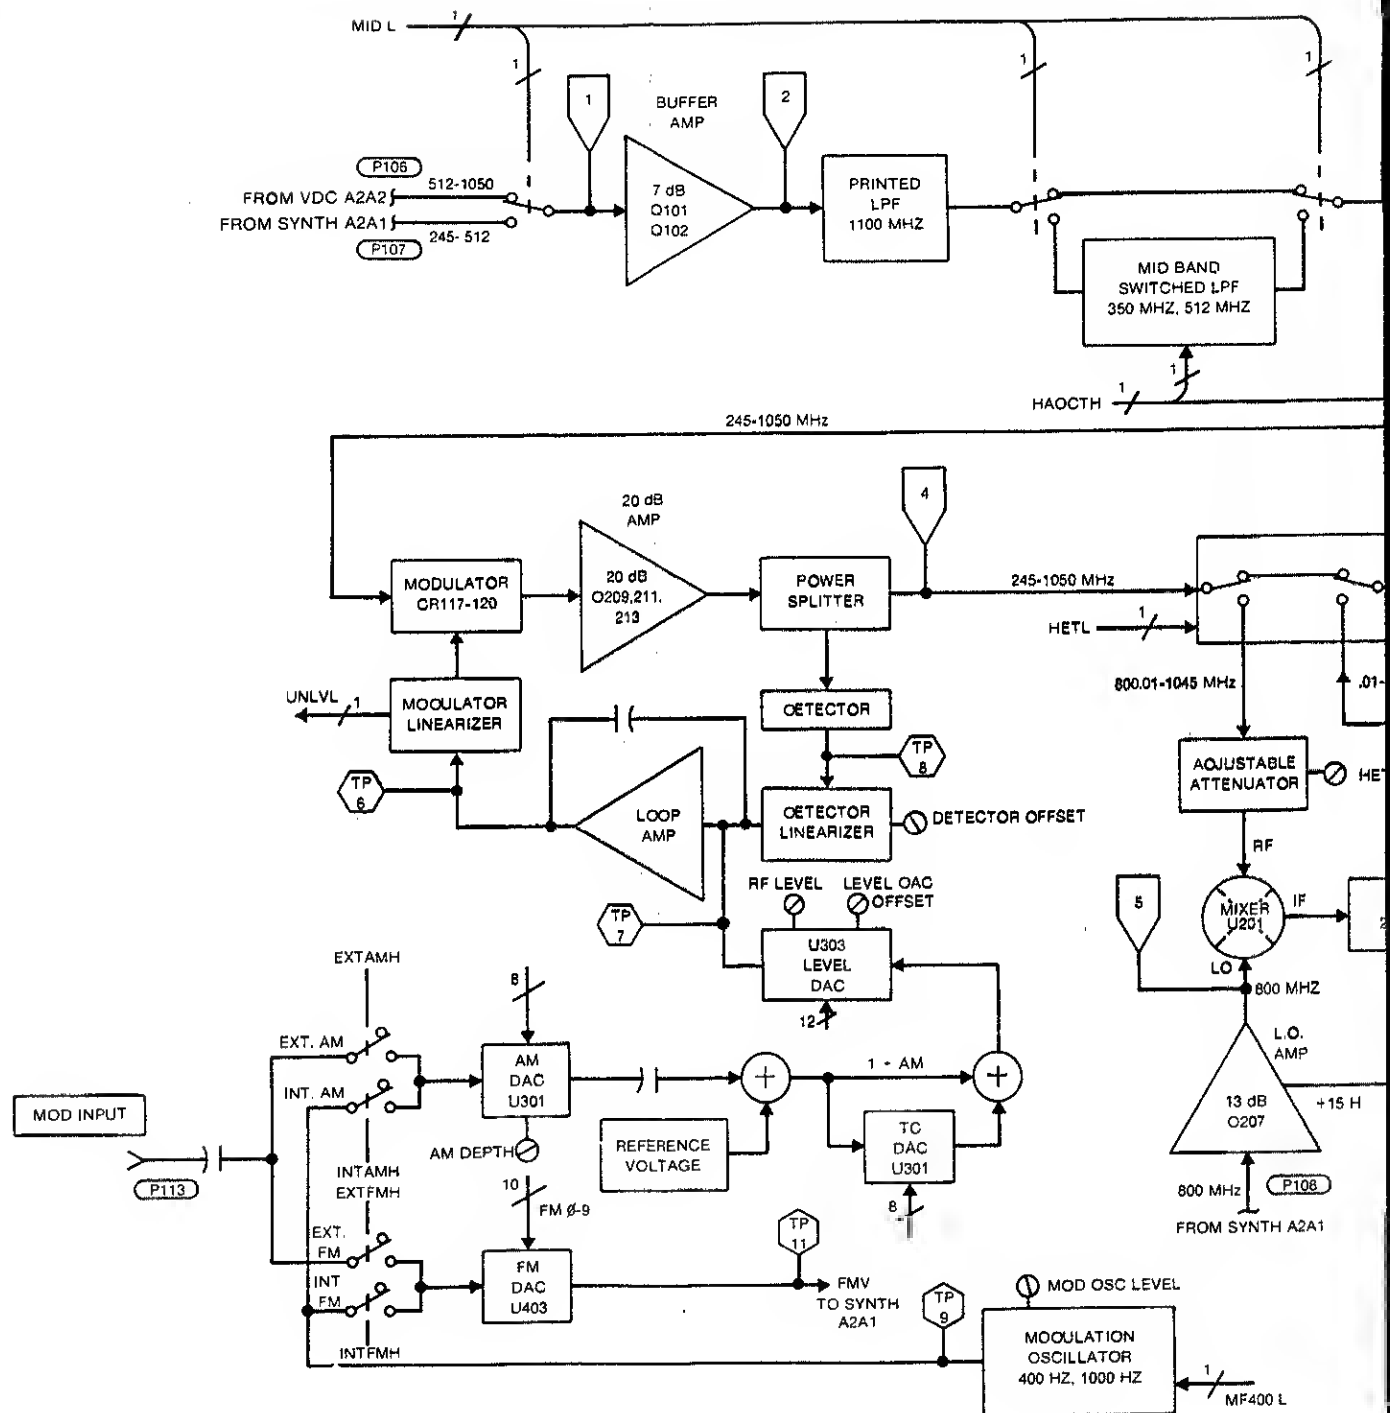 MID L
1
1
1
1
1
2
BUFFER
AMP
P106
512-1050
FROM VDC A2A2
FROM SYNTH A2A1
245- 512
P107
7 dB
Q101
Q102
PRINTED
LPF
1100 MHZ
MID BAND
SWITCHED LPF
350 MHZ, 512 MHZ
1
HAOCTH
1
245-1050 MHz
4
20 dB
AMP
MODULATOR
CR117-120
20 dB
Q209,211,
213
POWER
SPLITTER
245-1050 MHz
HETL
1
800.01-1045 MHz
.01-
UNLVL
1
MODULATOR
LINEARIZER
DETECTOR
TP
8
TP
6
LOOP
AMP
DETECTOR
LINEARIZER
DETECTOR OFFSET
ADJUSTABLE
ATTENUATOR
HET
RF
RF LEVEL
LEVEL DAC
OFFSET
TP
7
U303
LEVEL
DAC
12
5
MIXER
U201
IF
LO
800 MHZ
2
L.O.
AMP
13 dB
Q207
+15 H
EXTAMH
8
EXT. AM
INT. AM
AM
DAC
U301
+
1 - AM
+
MOD INPUT
AM DEPTH
REFERENCE
VOLTAGE
TC
DAC
U301
8
P113
INTAMH
EXTFMH
10
FM Ø-9
800 MHz
P108
FROM SYNTH A2A1
EXT.
FM
INT
FM
FM
DAC
U403
TP
11
FMV
TO SYNTH
A2A1
TP
9
MOD OSC LEVEL
INTFMH
MODULATION
OSCILLATOR
400 HZ, 1000 HZ
1
MF400 L